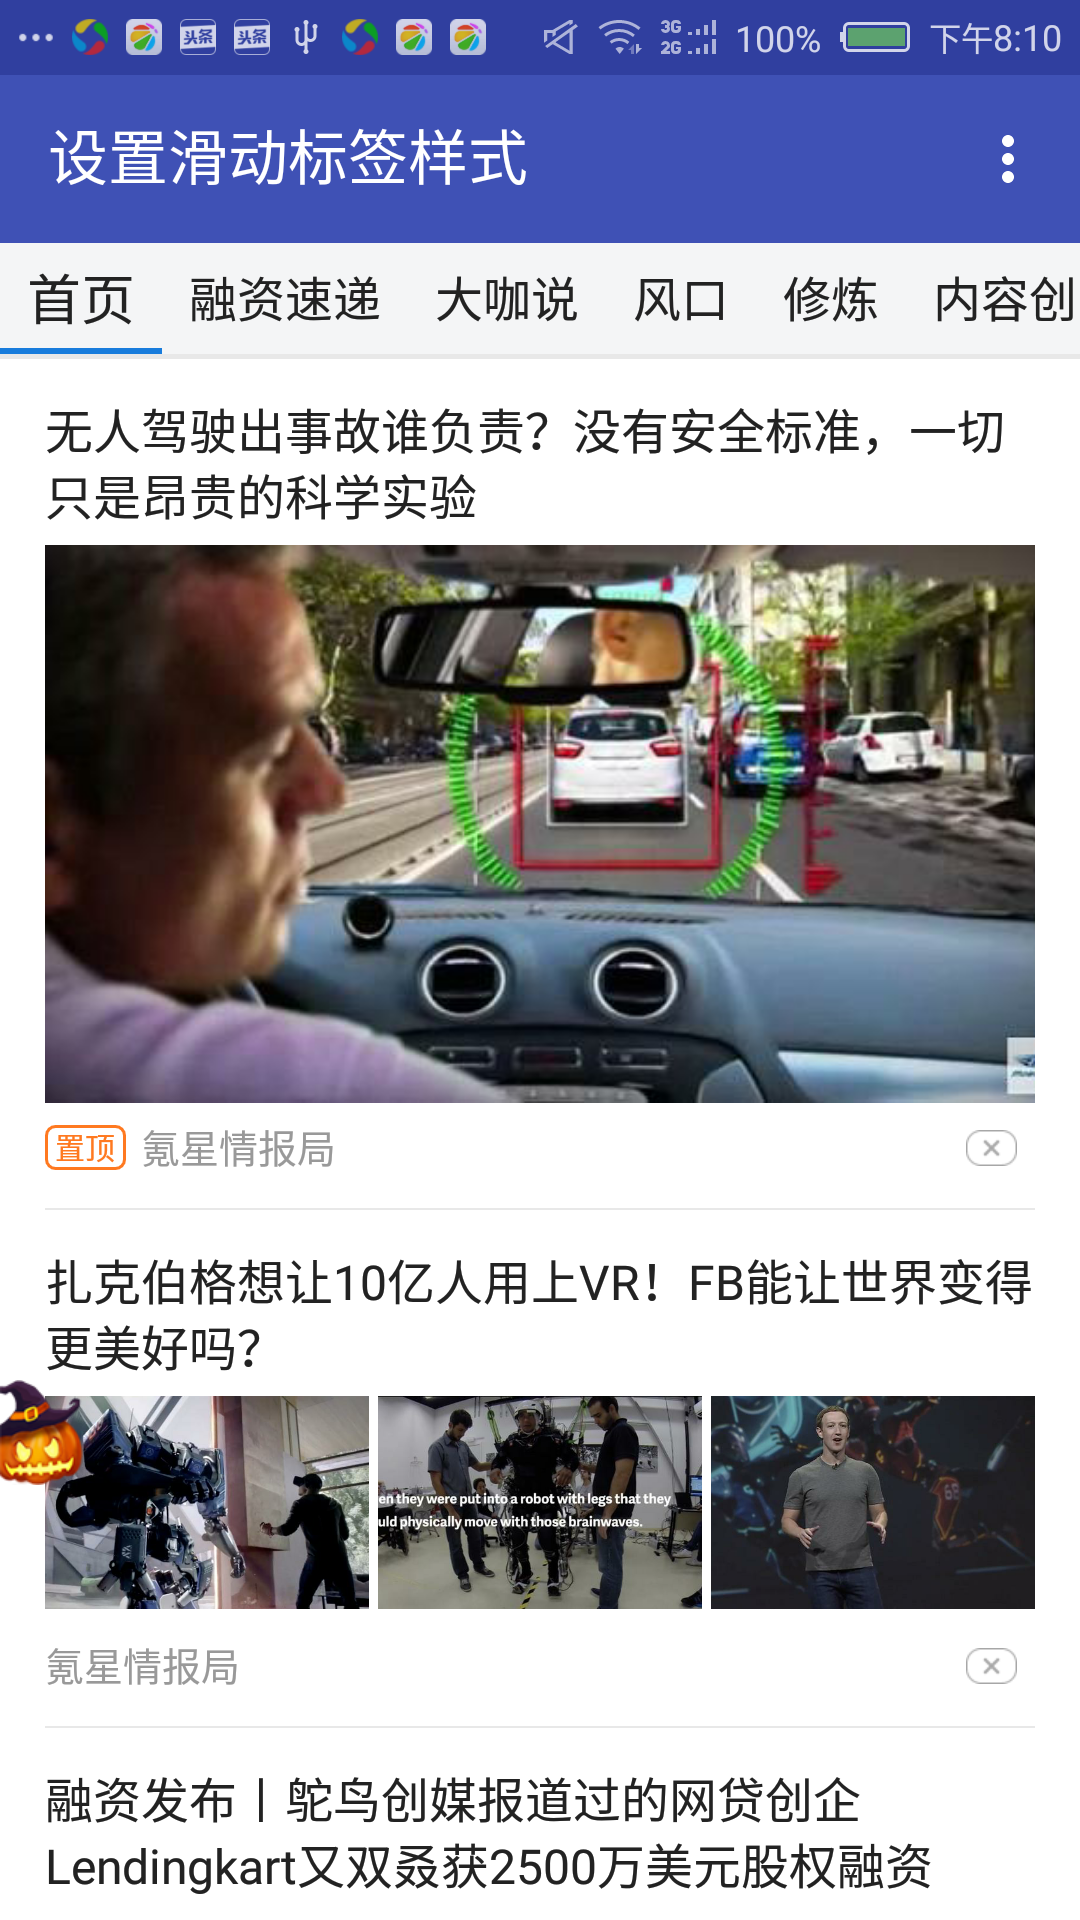 头条 头条 3G 2G 100% 下午8:10
设置滑动标签样式
首页 融资速递 大咖说 风口 修炼 内容创
无人驾驶出事故谁负责？没有安全标准，一切
只是昂贵的科学实验
置顶 氪星情报局
扎克伯格想让10亿人用上VR！FB能让世界变得
更美好吗？
en they were put into a robot with legs that they
uld physically move with those brainwaves.
氪星情报局
融资发布丨鸵鸟创媒报道过的网贷创企
Lendingkart又双叒获2500万美元股权融资